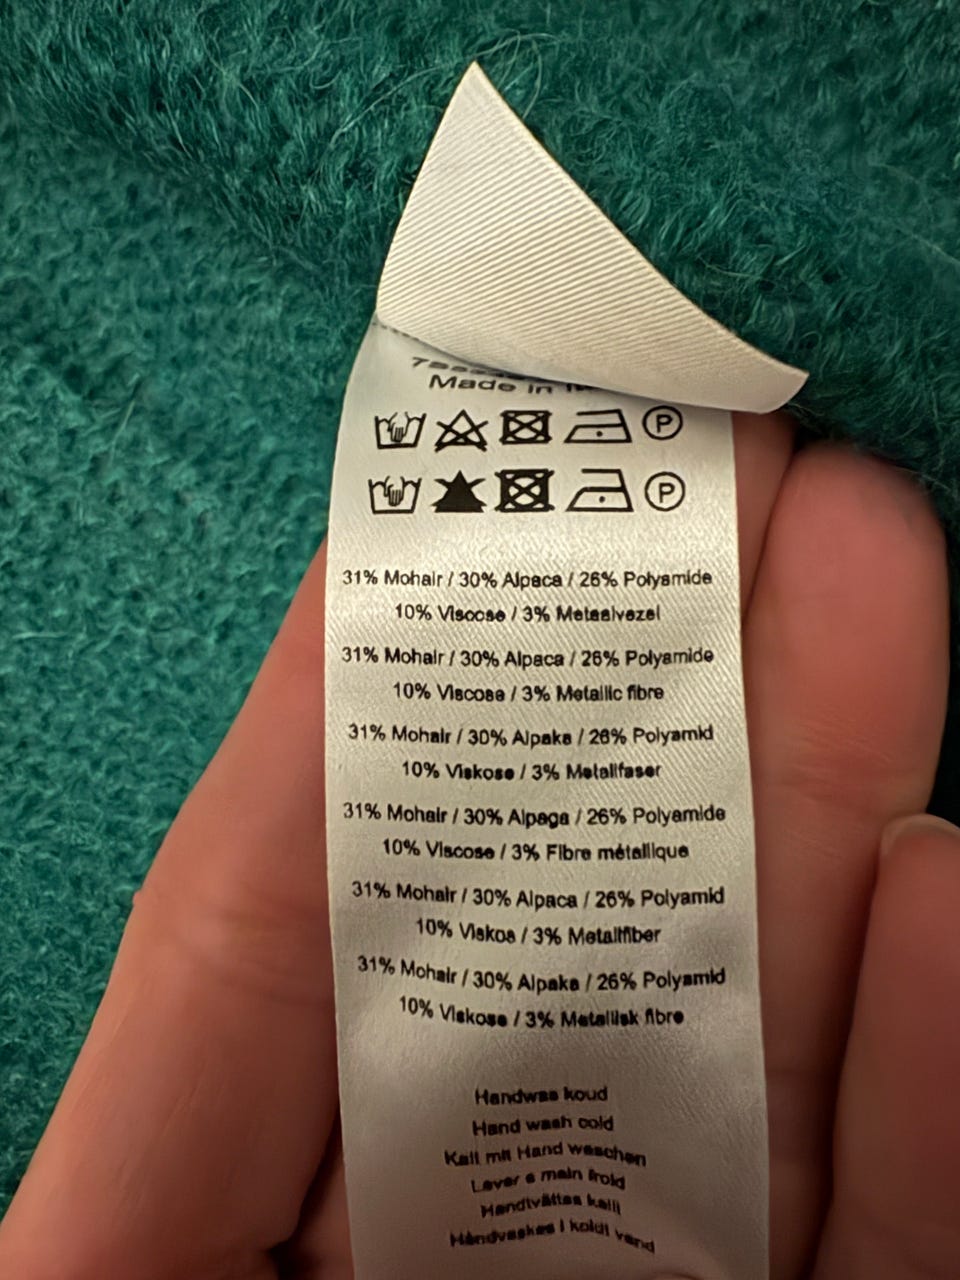 Made in
P
P
31% Mohair / 30% Alpaca / 26% Polyamide
10% Viscose / 3% Metaalvezel
31% Mohair / 30% Alpaca / 26% Polyamide
10% Viscose / 3% Metallic fibre
31% Mohair / 30% Alpaka / 26% Polyamid
10% Viskose / 3% Metallfaser
31% Mohair / 30% Alpaga / 26% Polyamide
10% Viscose / 3% Fibre métallique
31% Mohair / 30% Alpaca / 26% Polyamid
10% Viskos / 3% Metallfiber
31% Mohair / 30% Alpaka / 26% Polyamid
10% Viskose / 3% Metallisk fibre
Handwas koud
Hand wash cold
Kalt mit Hand waschen
Laver a main froid
Handtvättas kallt
Håndvaskes i koldt vand